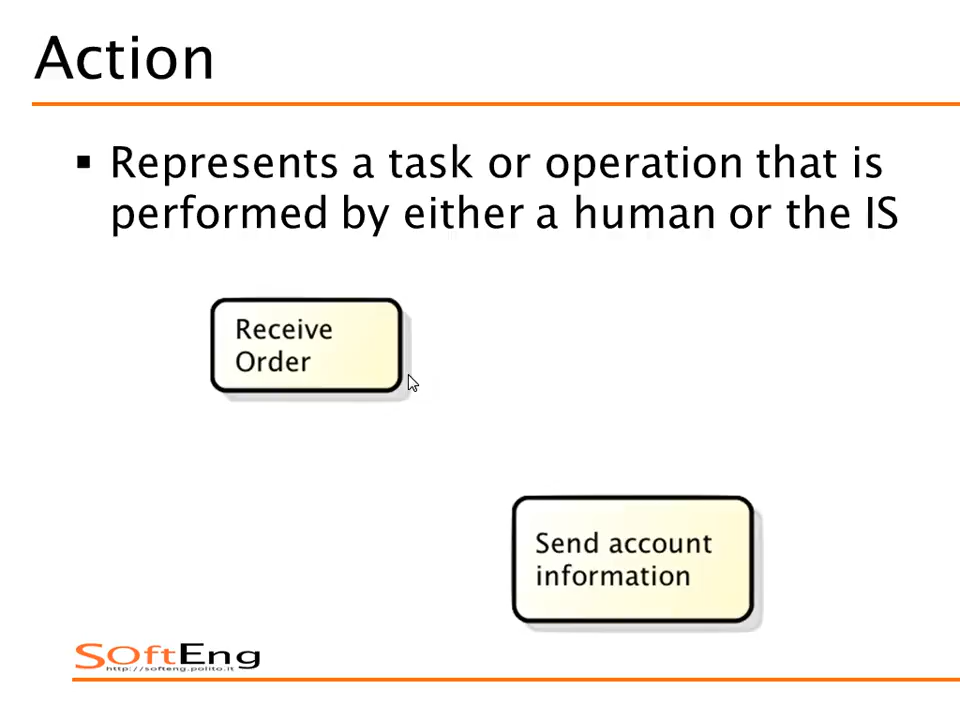 Action
▪ Represents a task or operation that is
performed by either a human or the IS
Receive
Order
Send account
information
SOftEng
http://softeng.polito.it